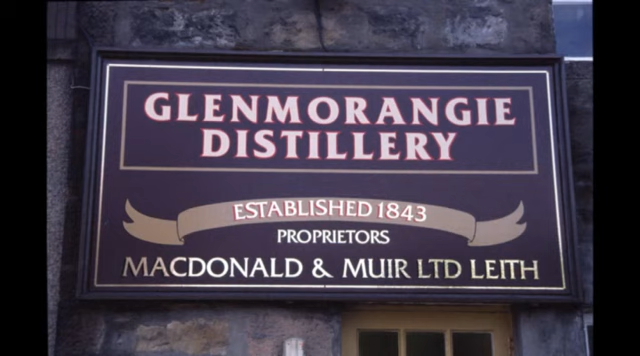 GLENMORANGIE
DISTILLERY
ESTABLISHED 1843
PROPRIETORS
MACDONALD & MUIR LTD LEITH